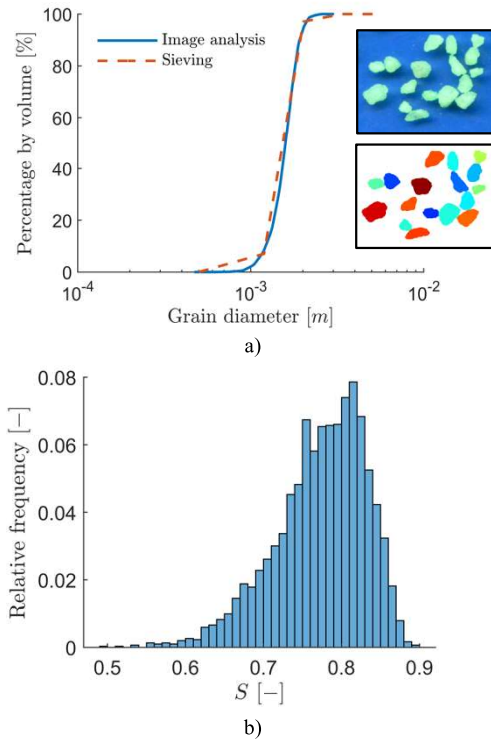 a)
100
80
60
40
20
0
Percentage by volume [%]
Image analysis
Sieving
10^-4
10^-3
10^-2
Grain diameter [m]
a)
0.08
0.06
0.04
0.02
0
Relative frequency [−]
0.5
0.6
0.7
0.8
0.9
S [−]
b)